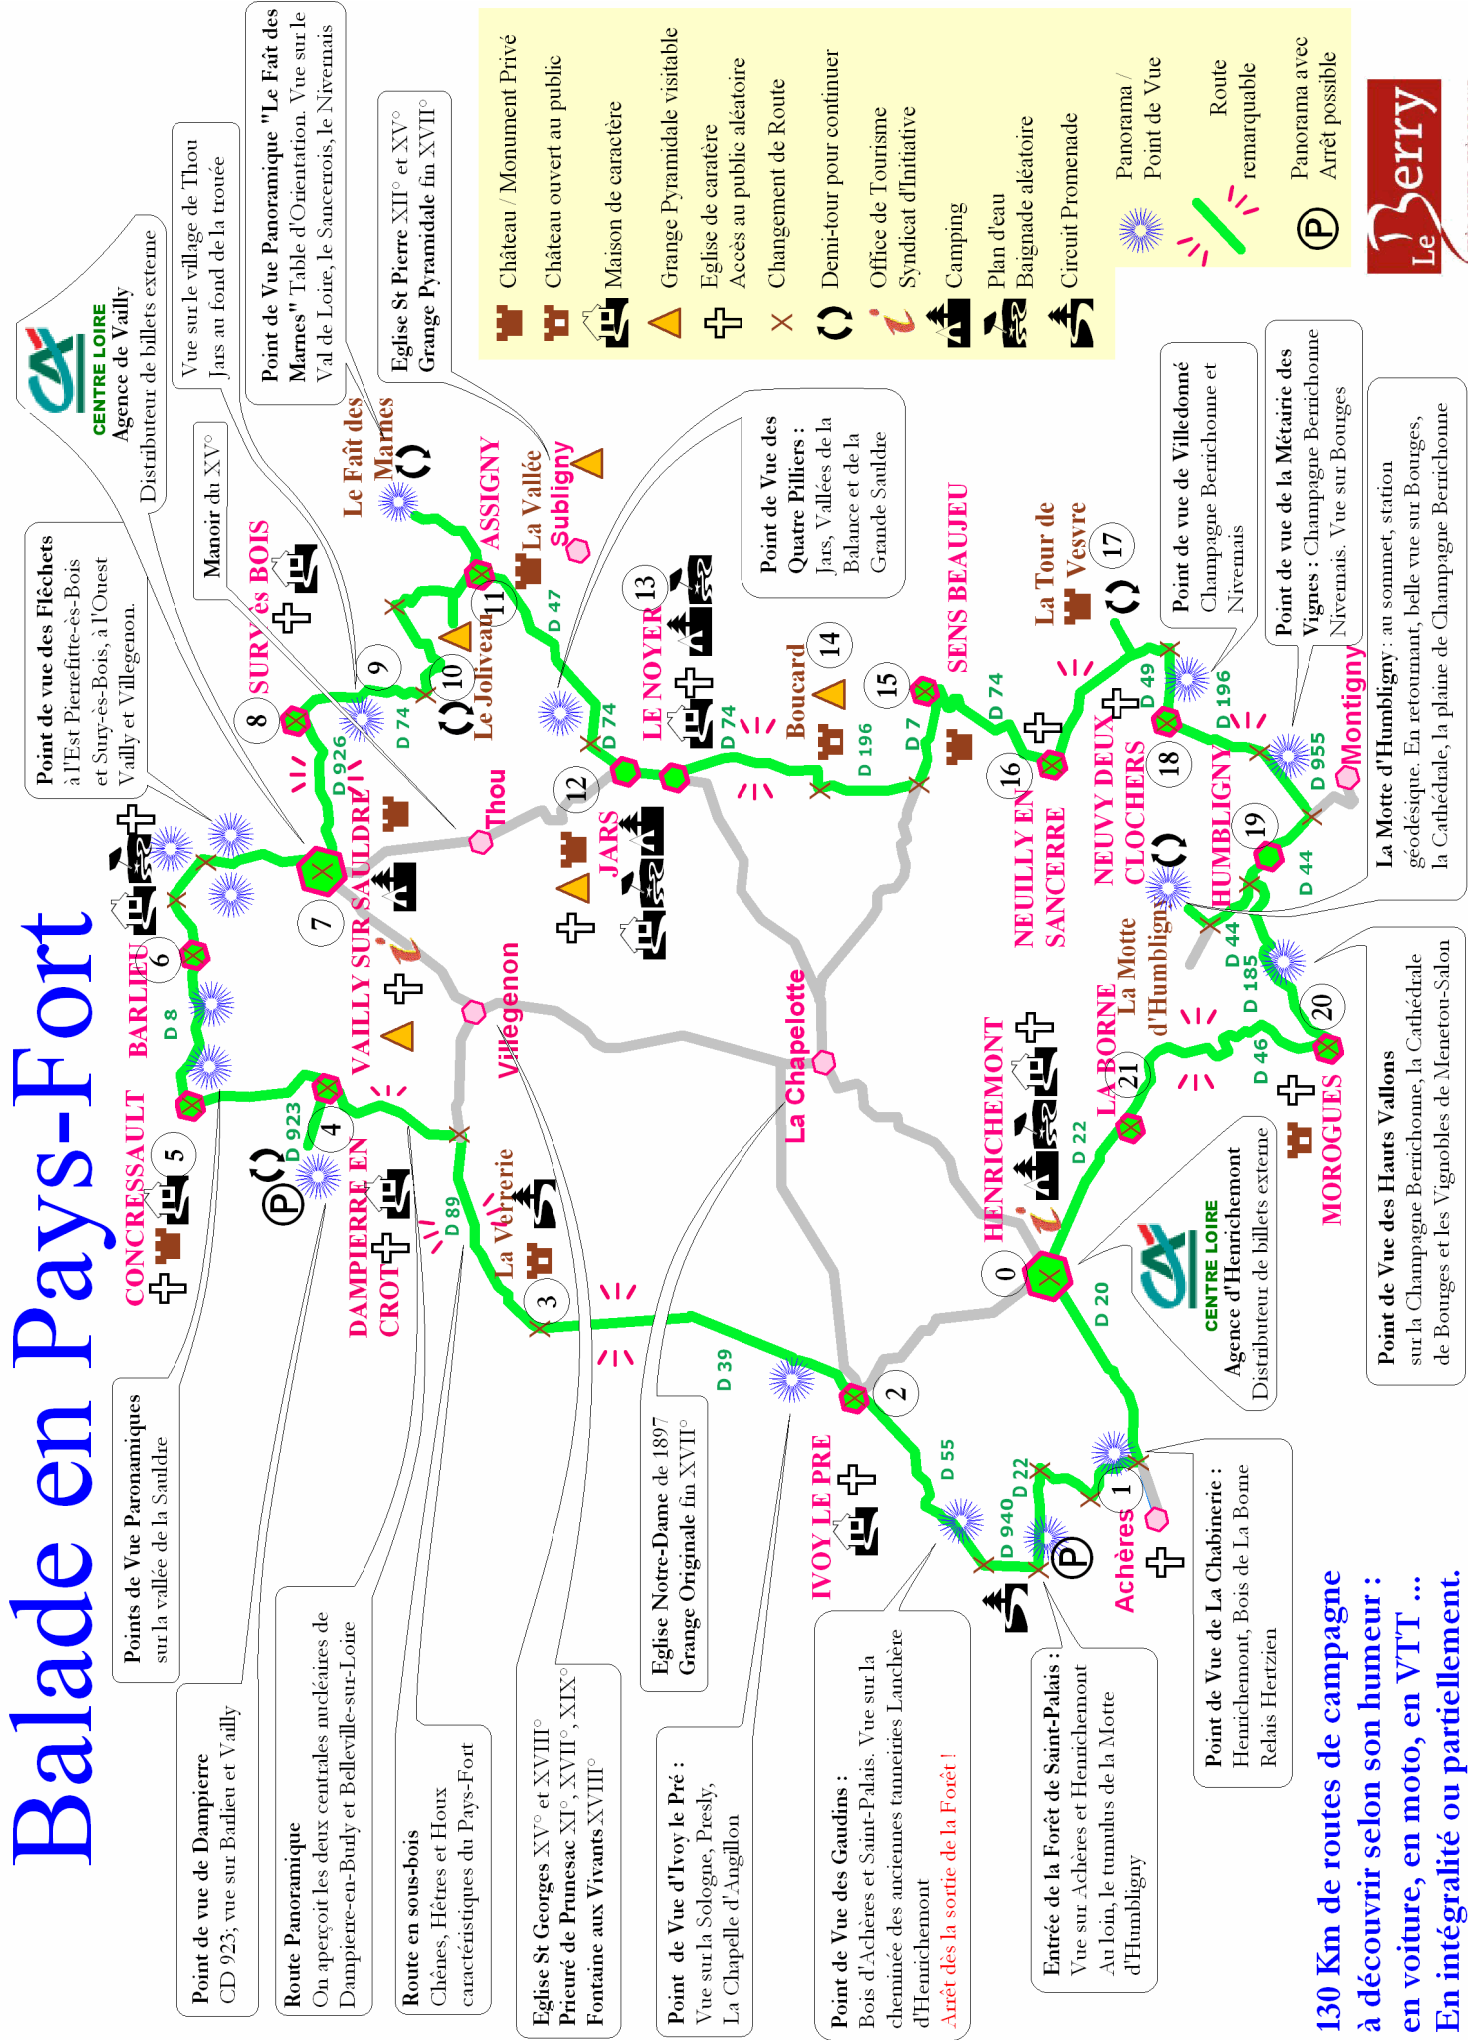 Balade en Pays-Fort
Point de vue de Dampierre
CD 923; vue sur Barlieu et Vailly
Points de Vue Paronamiques
sur la vallée de la Sauldre
Route Panoramique
On aperçoit les deux centrales nucléaires de
Dampierre-en-Burly et Belleville-sur-Loire
Route en sous-bois
Chênes, Hêtres et Houx
caractéristiques du Pays-Fort
Eglise St Georges XV° et XVIII°
Prieuré de Prunesac XI°, XVII°, XIX°
Fontaine aux Vivants XVIII°
Eglise Notre-Dame de 1897
Grange Originale fin XVII°
Point de Vue d'Ivoy le Pré :
Vue sur la Sologne, Presly,
La Chapelle d'Angillon
Point de Vue des Gaudins :
Bois d'Achères et Saint-Palais. Vue sur la
cheminée des anciennes tanneiries Lauchère
d'Henrichemont
Arrêt dès la sortie de la Forêt !
Entrée de la Forêt de Saint-Palais :
Vue sur Achères et Henrichemont
Au loin, le tumulus de la Motte
d'Humbligny
Point de Vue de La Chabinerie :
Henrichemont, Bois de La Borne
Relais Hertzien
130 Km de routes de campagne
à découvrir selon son humeur :
en voiture, en moto, en VTT ...
En intégralité ou partiellement.
CONCRESSAULT
5
BARLIEU
6
D 8
D 923
4
DAMPIERRE EN
CROT
D 89
La Verrerie
3
D 39
IVOY LE PRE
2
D 55
D 940
D 22
P
P
Achères
1
D 20
HENRICHEMONT
0
D 22
LA BORNE
21
D 46
MOROGUES
20
D 185
D 44
La Motte
d'Humbligny
HUMBLIGNY
19
D 44
D 955
Montigny
D 196
18
NEUVY DEUX
CLOCHERS
D 49
17
La Tour de
Vesvre
NEUILLY EN
SANCERRE
16
D 74
SENS BEAUJEU
15
D 7
D 196
Boucard
14
D 74
LE NOYER
13
JARS
12
D 74
D 47
ASSIGNY
11
La Vallée
Subligny
Le Faît des
Marnes
Le Joliveau
10
9
D 74
SURY ès BOIS
8
D 926
VAILLY SUR SAULDRE
7
Thou
Villegenon
La Chapelotte
Point de vue des Flêchets
à l'Est Pierrefitte-ès-Bois
et Sury-ès-Bois, à l'Ouest
Vailly et Villegenon.
CA
CENTRE LOIRE
Agence de Vailly
Distributeur de billets externe
Manoir du XV°
Vue sur le village de Thou
Jars au fond de la trouée
Point de Vue Panoramique "Le Faît des
Marnes" Table d'Orientation. Vue sur le
Val de Loire, le Sancerrois, le Nivernais
Eglise St Pierre XII° et XV°
Grange Pyramidale fin XVII°
Point de Vue des
Quatre Pilliers :
Jars, Vallées de la
Balance et de la
Grande Sauldre
Point de vue de Villedonné
Champagne Berrichonne et
Nivernais
Point de vue de la Métairie des
Vignes : Champagne Berrichonne
Nivernais. Vue sur Bourges
La Motte d'Humbligny : au sommet, station
géodésique. En retournant, belle vue sur Bourges,
la Cathédrale, la plaine de Champagne Berrichonne
Point de Vue des Hauts Vallons
sur la Champagne Berrichonne, la Cathédrale
de Bourges et les Vignobles de Menetou-Salon
CA
CENTRE LOIRE
Agence d'Henrichemont
Distributeur de billets externe
Château / Monument Privé
Château ouvert au public
Maison de caractère
Grange Pyramidale visitable
Eglise de caratère
Accès au public aléatoire
Changement de Route
Demi-tour pour continuer
Office de Tourisme
Syndicat d'Initiative
Camping
Plan d'eau
Baignade aléatoire
Circuit Promenade
Panorama /
Point de Vue
Route
remarquable
P
Panorama avec
Arrêt possible
Le Berry